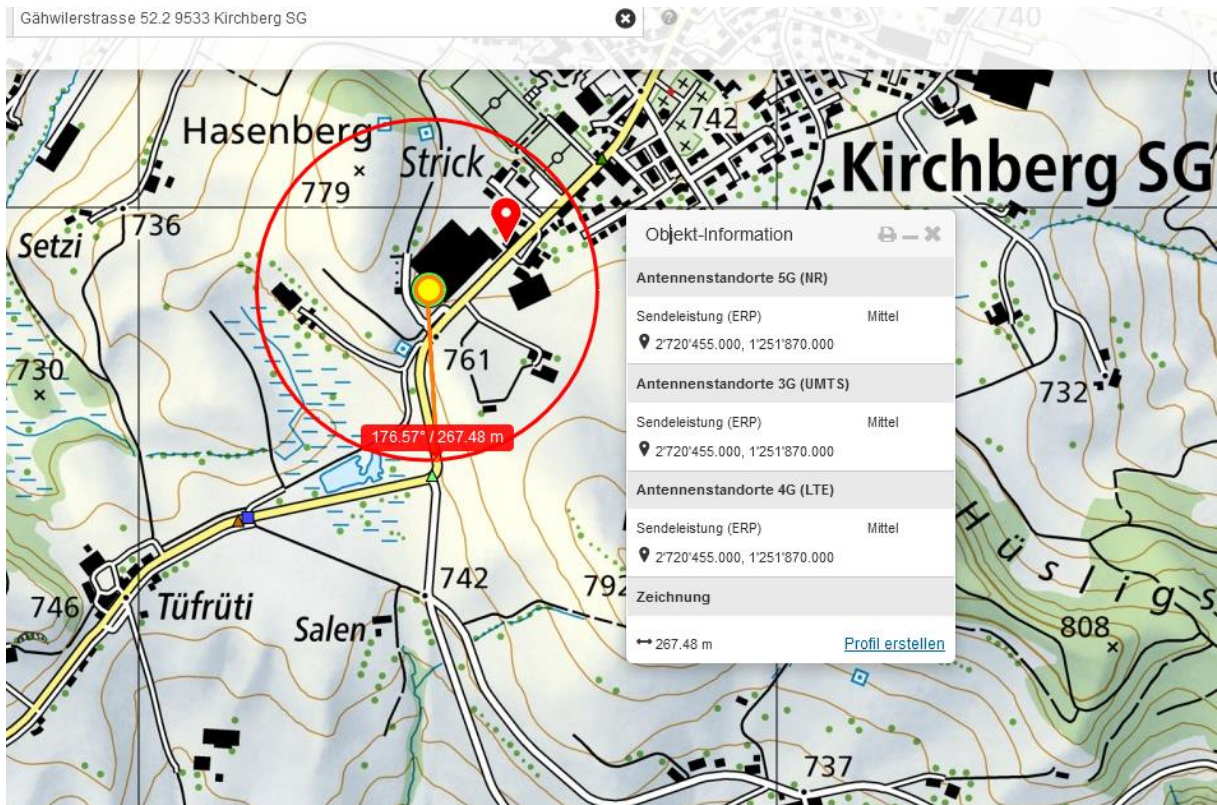 Gähwilerstrasse 52.2 9533 Kirchberg SG
740
Hasenberg
Strick
742
Kirchberg SG
779
736
Setzi
Objekt-Information
Antennenstandorte 5G (NR)
Sendeleistung (ERP) Mittel
2'720'455.000, 1'251'870.000
761
730
Antennenstandorte 3G (UMTS)
732
Sendeleistung (ERP) Mittel
176.57° / 267.48 m
2'720'455.000, 1'251'870.000
Antennenstandorte 4G (LTE)
Sendeleistung (ERP) Mittel
2'720'455.000, 1'251'870.000
742
792
Zeichnung
746
Tüfrüti
Salen
808
267.48 m Profil erstellen
737